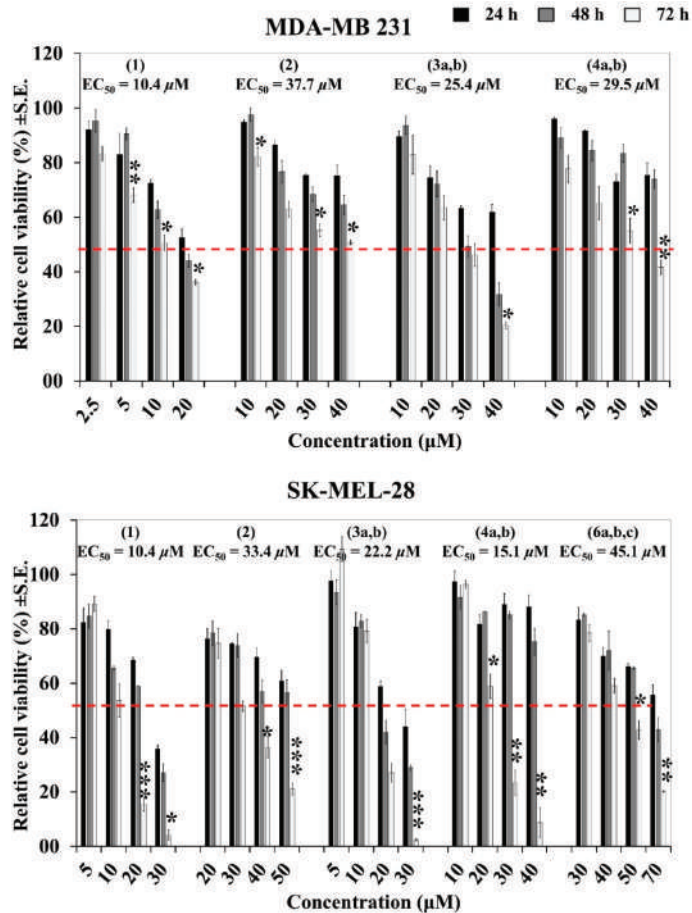 24 h 48 h 72 h
MDA-MB 231
(1) (2) (3a,b) (4a,b)
EC50 = 10.4 µM EC50 = 37.7 µM EC50 = 25.4 µM EC50 = 29.5 µM
Relative cell viability (%) ±S.E.
120
100
80
60
40
20
00
* * * * * * * * * * *
2.5 5 10 20 10 20 30 40 10 20 30 40 10 20 30 40
Concentration (µM)
SK-MEL-28
(1) (2) (3a,b) (4a,b) (6a,b,c)
EC50 = 10.4 µM EC50 = 33.4 µM EC50 = 22.2 µM EC50 = 15.1 µM EC50 = 45.1 µM
Relative cell viability (%) ±S.E.
120
100
80
60
40
20
00
*** * * *** *** * ** ** * **
5 10 20 30 20 30 40 50 5 10 20 30 10 20 30 40 30 40 50 70
Concentration (µM)